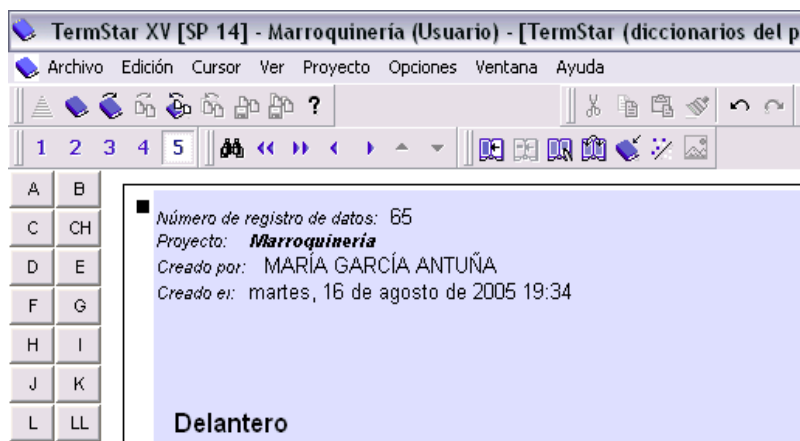 TermStar XV [SP 14] - Marroquinería (Usuario) - [TermStar (diccionarios del p
Archivo Edición Cursor Ver Proyecto Opciones Ventana Ayuda
?
1 2 3 4 5
A B
C CH
D E
F G
H I
J K
L LL
Número de registro de datos: 65
Proyecto: Marroquinería
Creado por: MARÍA GARCÍA ANTUÑA
Creado en: martes, 16 de agosto de 2005 19:34
Delantero